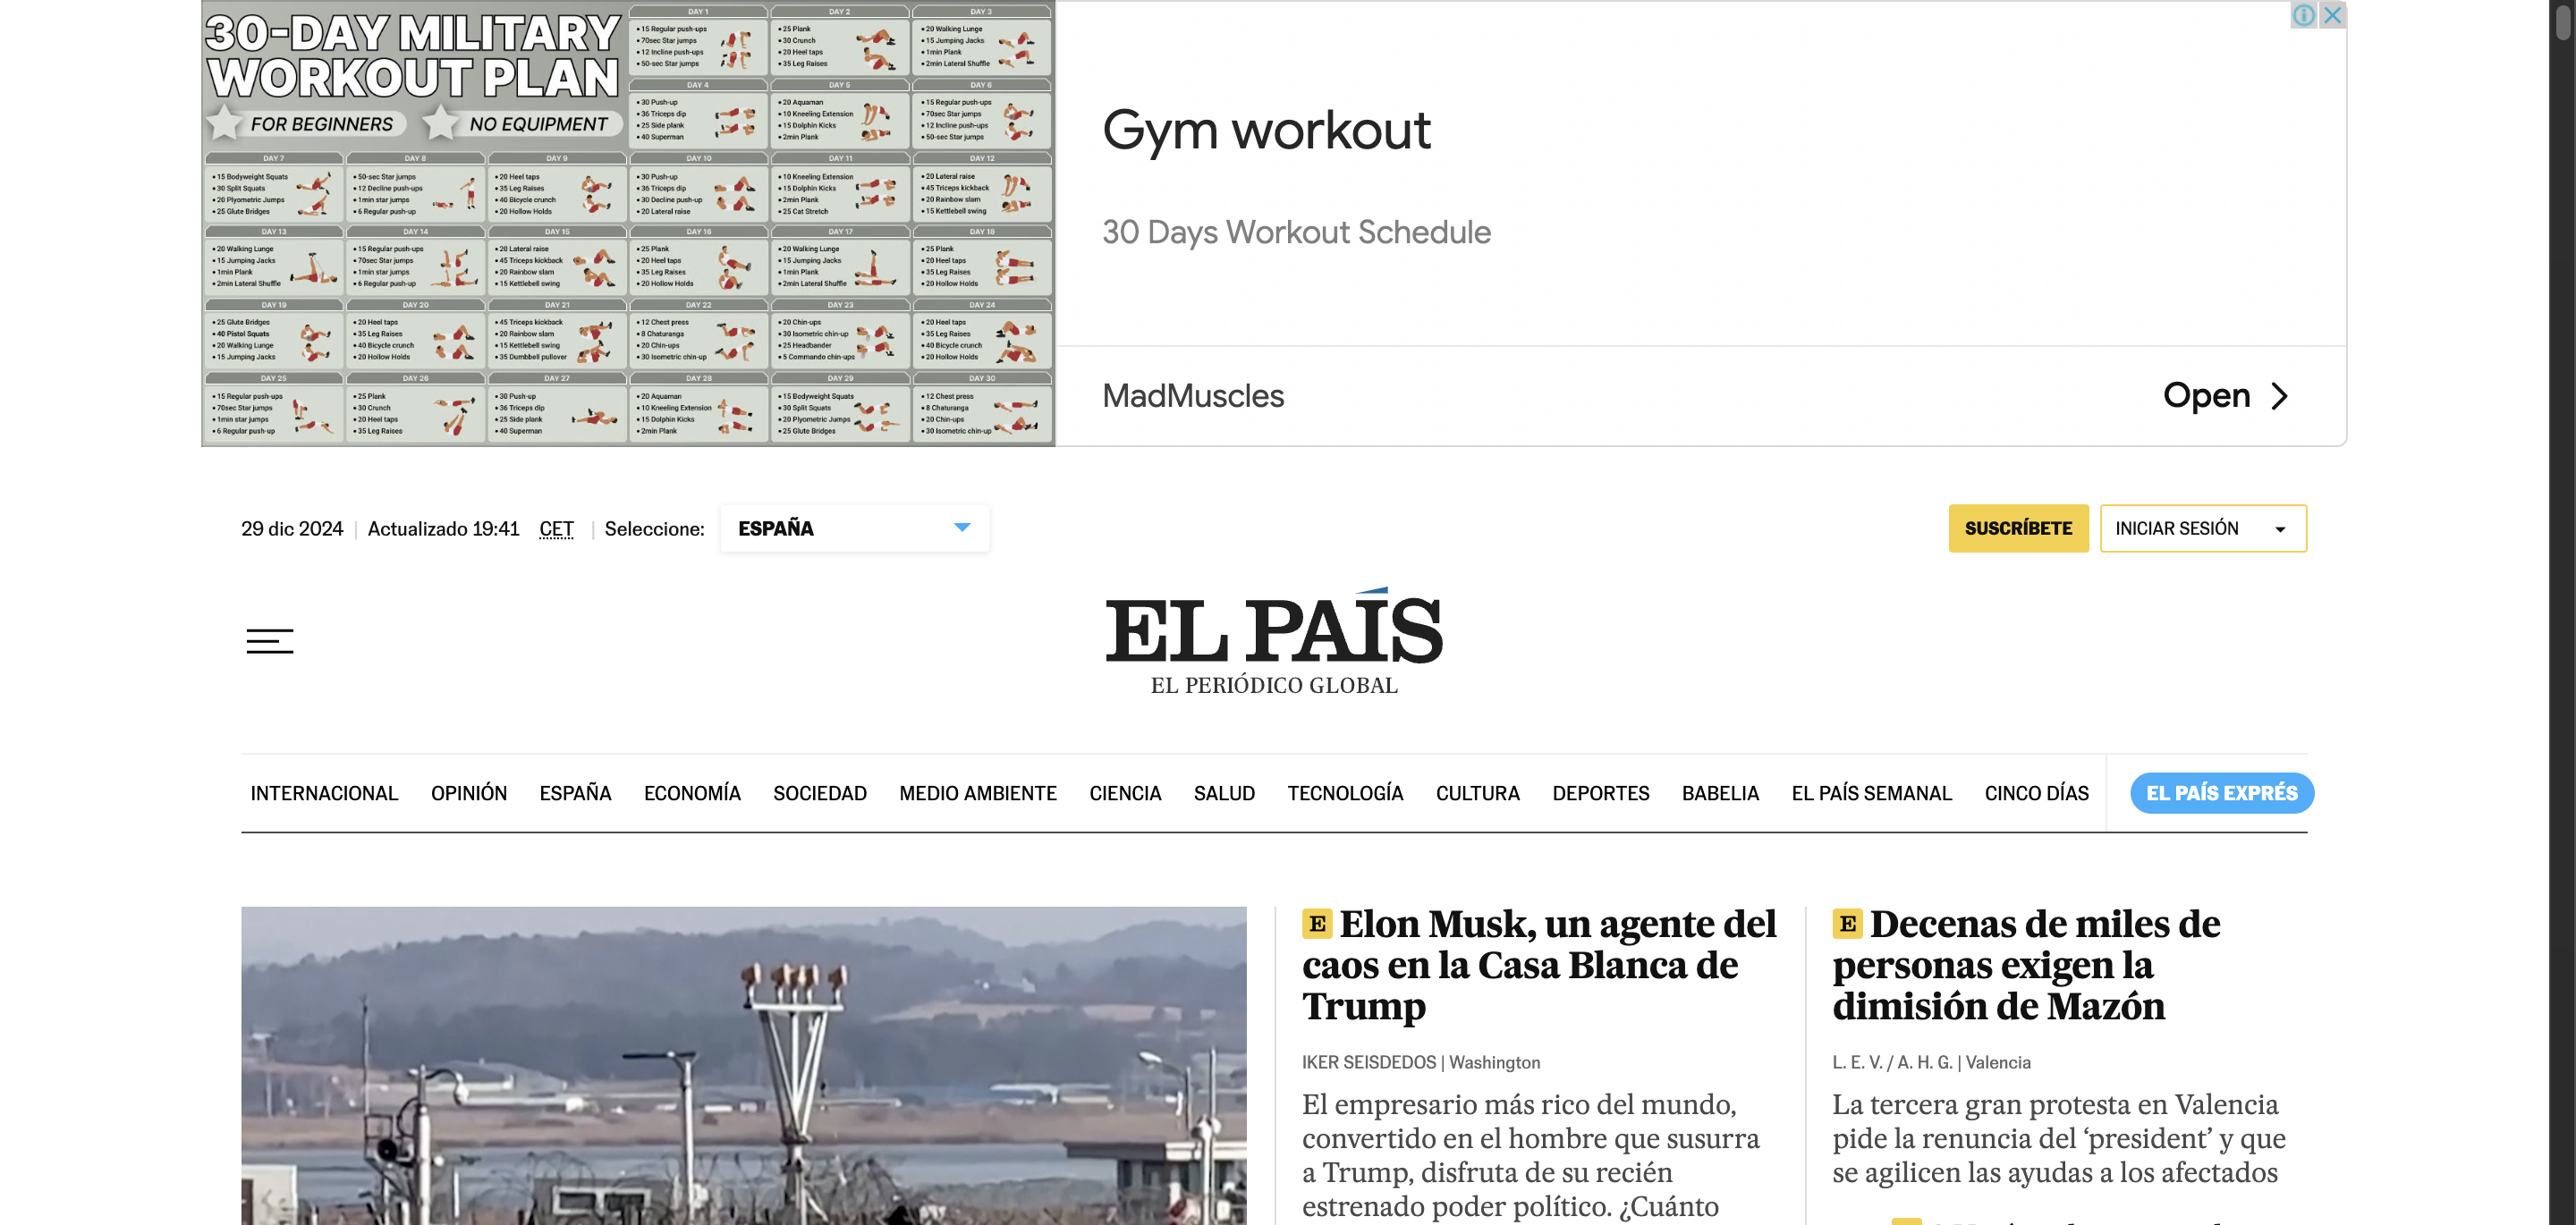 30-DAY MILITARY
WORKOUT PLAN
FOR BEGINNERS
NO EQUIPMENT
DAY 1
• 15 Regular push-ups
• 70sec Star jumps
• 12 Incline push-ups
• 50-sec Star jumps
DAY 2
• 25 Plank
• 30 Crunch
• 20 Heel taps
• 35 Leg Raises
DAY 3
• 20 Walking Lunge
• 15 Jumping Jacks
• 1min Plank
• 2min Lateral Shuffle
DAY 4
• 30 Push-up
• 36 Triceps dip
• 25 Side plank
• 40 Superman
DAY 5
• 20 Aquaman
• 10 Kneeling Extension
• 15 Dolphin Kicks
• 2min Plank
DAY 6
• 15 Regular push-ups
• 70sec Star jumps
• 12 Incline push-ups
• 50-sec Star jumps
DAY 7
• 15 Bodyweight Squats
• 30 Split Squats
• 20 Plyometric Jumps
• 25 Glute Bridges
DAY 8
• 50-sec Star jumps
• 12 Decline push-ups
• 1min star jumps
• 6 Regular push-up
DAY 9
• 20 Heel taps
• 35 Leg Raises
• 40 Bicycle crunch
• 20 Hollow Holds
DAY 10
• 30 Push-up
• 36 Triceps dip
• 30 Decline push-up
• 20 Lateral raise
DAY 11
• 10 Kneeling Extension
• 15 Dolphin Kicks
• 2min Plank
• 25 Cat Stretch
DAY 12
• 20 Lateral raise
• 45 Triceps kickback
• 20 Rainbow slam
• 15 Kettlebell swing
DAY 13
• 20 Walking Lunge
• 15 Jumping Jacks
• 1min Plank
• 2min Lateral Shuffle
DAY 14
• 15 Regular push-ups
• 70sec Star jumps
• 1min star jumps
• 6 Regular push-up
DAY 15
• 20 Lateral raise
• 45 Triceps kickback
• 20 Rainbow slam
• 15 Kettlebell swing
DAY 16
• 25 Plank
• 20 Heel taps
• 35 Leg Raises
• 20 Hollow Holds
DAY 17
• 20 Walking Lunge
• 15 Jumping Jacks
• 1min Plank
• 2min Lateral Shuffle
DAY 18
• 25 Plank
• 20 Heel taps
• 35 Leg Raises
• 20 Hollow Holds
DAY 19
• 25 Glute Bridges
• 40 Pistol Squats
• 20 Walking Lunge
• 15 Jumping Jacks
DAY 20
• 20 Heel taps
• 35 Leg Raises
• 40 Bicycle crunch
• 20 Hollow Holds
DAY 21
• 45 Triceps kickback
• 20 Rainbow slam
• 15 Kettlebell swing
• 35 Dumbbell pullover
DAY 22
• 12 Chest press
• 8 Chaturanga
• 20 Chin-ups
• 30 Isometric chin-up
DAY 23
• 20 Chin-ups
• 30 Isometric chin-up
• 25 Headbander
• 5 Commando chin-ups
DAY 24
• 20 Heel taps
• 35 Leg Raises
• 40 Bicycle crunch
• 20 Hollow Holds
DAY 25
• 15 Regular push-ups
• 70sec Star jumps
• 1min star jumps
• 6 Regular push-up
DAY 26
• 25 Plank
• 30 Crunch
• 20 Heel taps
• 35 Leg Raises
DAY 27
• 30 Push-up
• 36 Triceps dip
• 25 Side plank
• 40 Superman
DAY 28
• 20 Aquaman
• 10 Kneeling Extension
• 15 Dolphin Kicks
• 2min Plank
DAY 29
• 15 Bodyweight Squats
• 30 Split Squats
• 20 Plyometric Jumps
• 25 Glute Bridges
DAY 30
• 12 Chest press
• 8 Chaturanga
• 20 Chin-ups
• 30 Isometric chin-up
Gym workout
30 Days Workout Schedule
MadMuscles
Open
29 dic 2024 | Actualizado 19:41 CET | Seleccione: ESPAÑA
SUSCRÍBETE
INICIAR SESIÓN
EL PAÍS
EL PERIÓDICO GLOBAL
INTERNACIONAL OPINIÓN ESPAÑA ECONOMÍA SOCIEDAD MEDIO AMBIENTE CIENCIA SALUD TECNOLOGÍA CULTURA DEPORTES BABELIA EL PAÍS SEMANAL CINCO DÍAS EL PAÍS EXPRÉS
E Elon Musk, un agente del
caos en la Casa Blanca de
Trump
IKER SEISDEDOS | Washington
El empresario más rico del mundo,
convertido en el hombre que susurra
a Trump, disfruta de su recién
estrenado poder político. ¿Cuánto
E Decenas de miles de
personas exigen la
dimisión de Mazón
L. E. V. / A. H. G. | Valencia
La tercera gran protesta en Valencia
pide la renuncia del ‘president’ y que
se agilicen las ayudas a los afectados